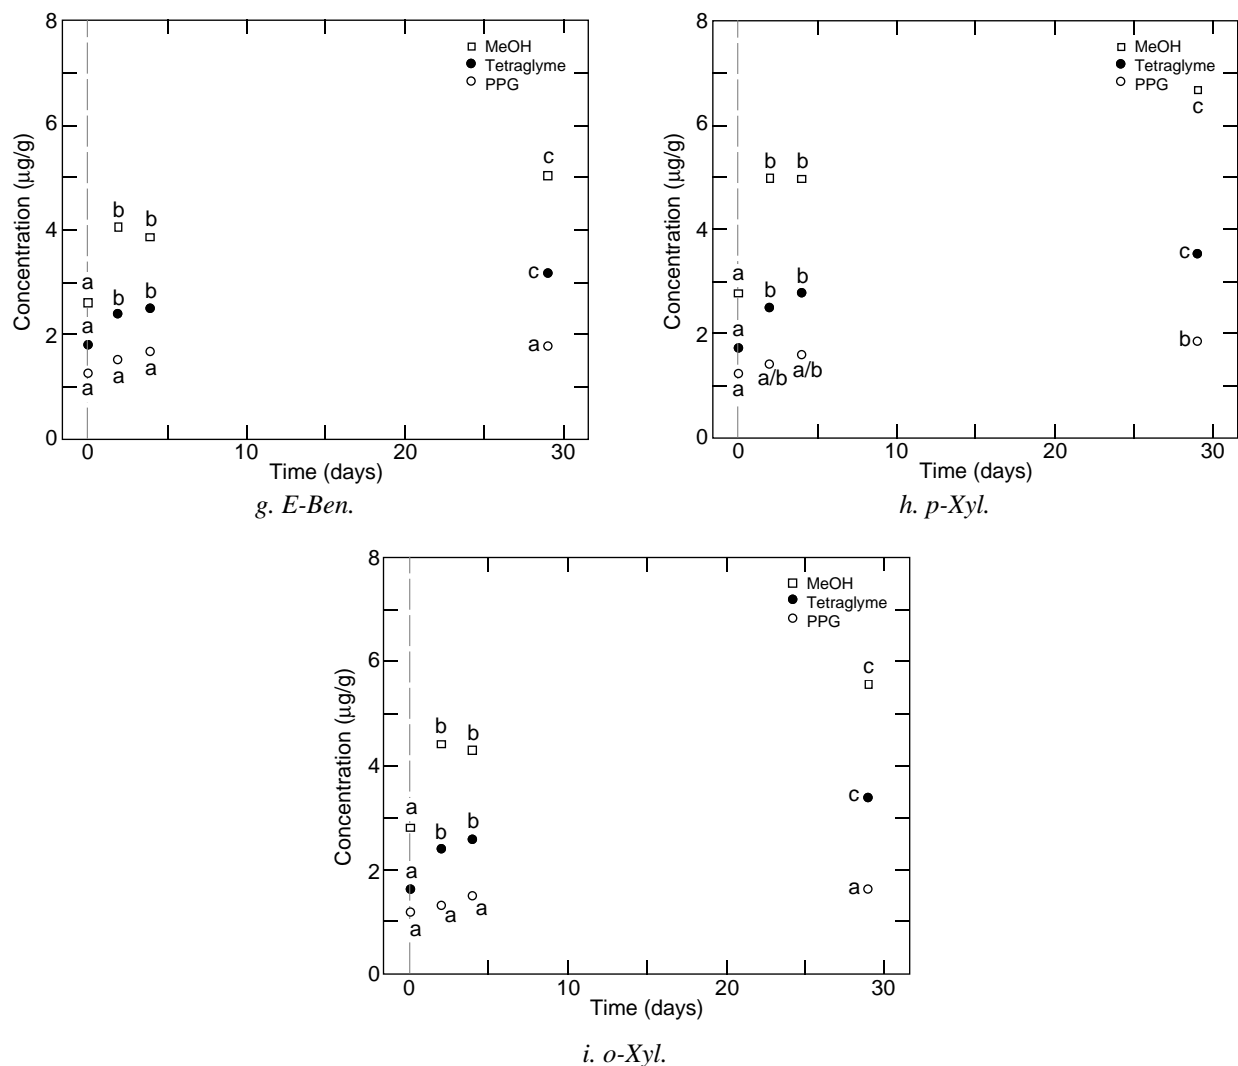 8
6
4
2
0
Concentration (µg/g)
MeOH
Tetraglyme
PPG
a
a
a
b
b
a
b
b
a
c
c
a
0
10
20
30
Time (days)
g. E-Ben.
8
6
4
2
0
Concentration (µg/g)
MeOH
Tetraglyme
PPG
a
a
a
b
b
a/b
b
b
a/b
c
c
b
0
10
20
30
Time (days)
h. p-Xyl.
8
6
4
2
0
Concentration (µg/g)
MeOH
Tetraglyme
PPG
a
a
a
b
b
a
b
b
a
c
c
a
0
10
20
30
Time (days)
i. o-Xyl.